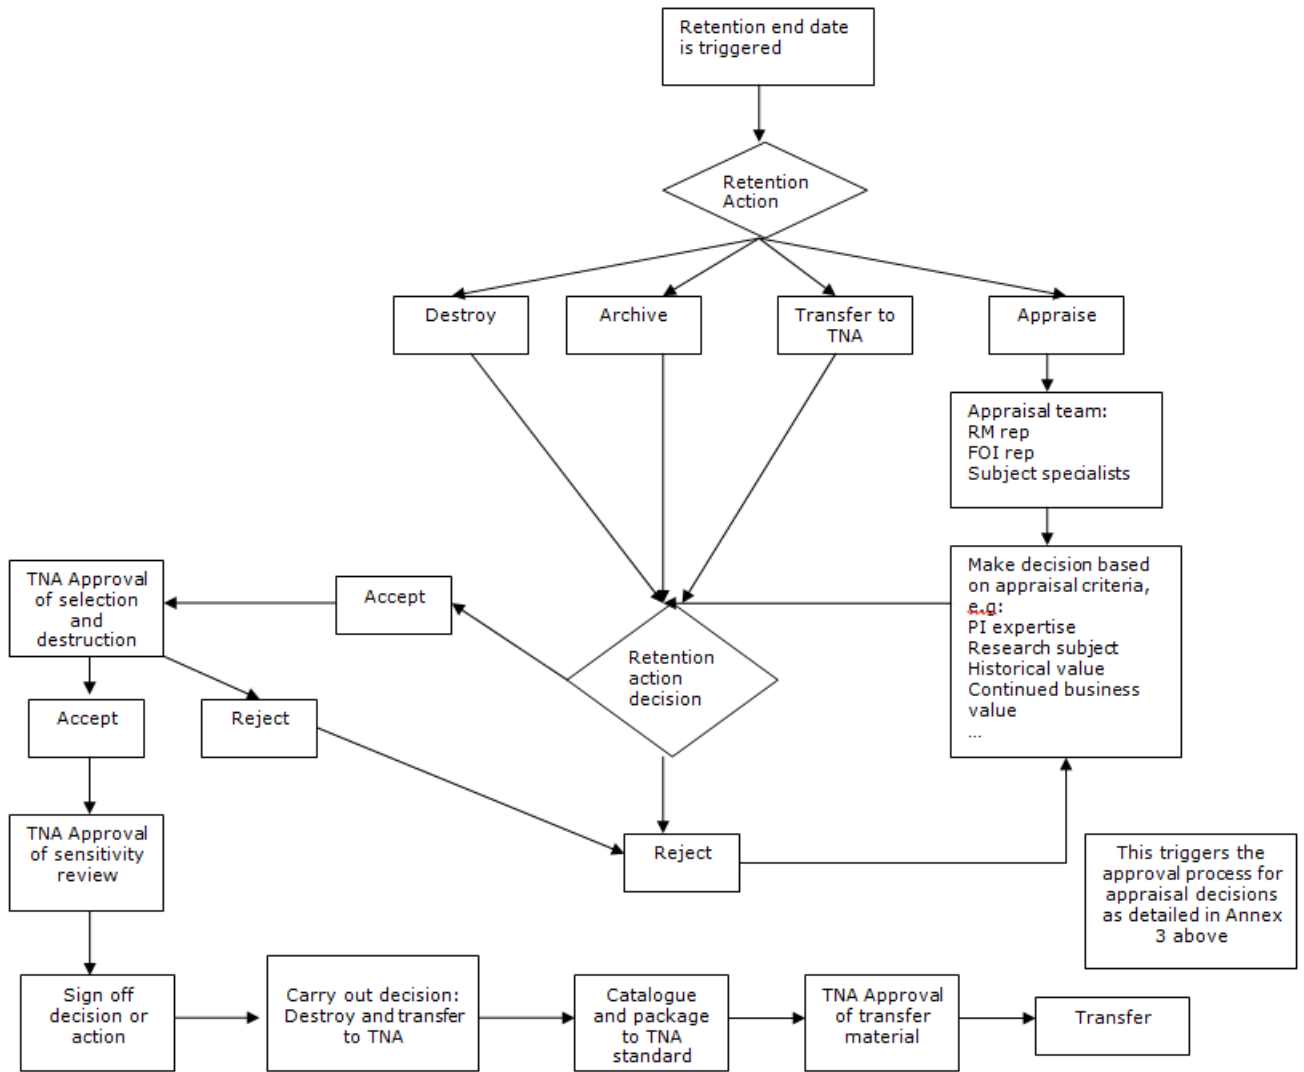 Retention end date
is triggered
Retention
Action
Destroy
Archive
Transfer to
TNA
Appraise
Appraisal team:
RM rep
FOI rep
Subject specialists
Make decision based
on appraisal criteria,
e.g:
PI expertise
Research subject
Historical value
Continued business
value
...
TNA Approval
of selection
and
destruction
Accept
Retention
action
decision
Accept
Reject
TNA Approval
of sensitivity
review
Reject
This triggers the
approval process for
appraisal decisions
as detailed in Annex
3 above
Sign off
decision or
action
Carry out decision:
Destroy and transfer
to TNA
Catalogue
and package
to TNA
standard
TNA Approval
of transfer
material
Transfer